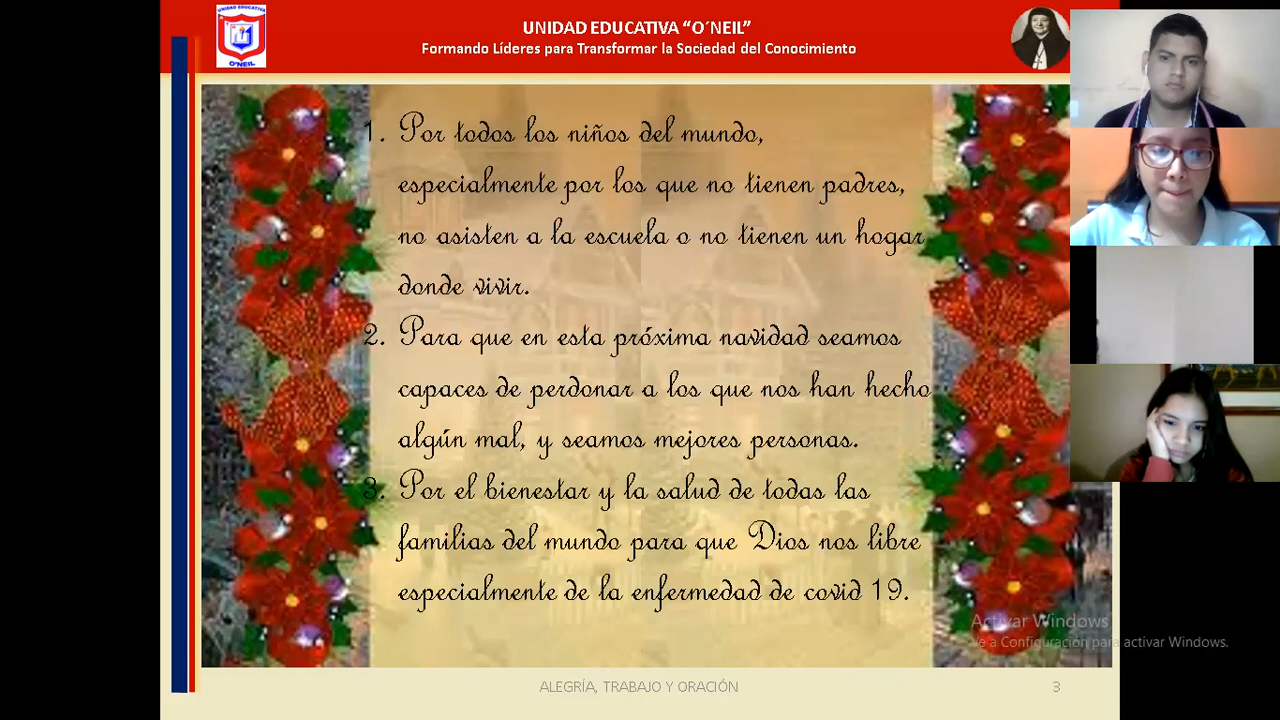 UNIDAD EDUCATIVA
O'NEIL
UNIDAD EDUCATIVA “O´NEIL”
Formando Líderes para Transformar la Sociedad del Conocimiento
1. Por todos los niños del mundo,
especialmente por los que no tienen padres,
no asisten a la escuela o no tienen un hogar
donde vivir.
2. Para que en esta próxima navidad seamos
capaces de perdonar a los que nos han hecho
algún mal, y seamos mejores personas.
3. Por el bienestar y la salud de todas las
familias del mundo para que Dios nos libre
especialmente de la enfermedad de covid 19.
Activar Windows
Ve a Configuración para activar Windows.
ALEGRÍA, TRABAJO Y ORACIÓN
3